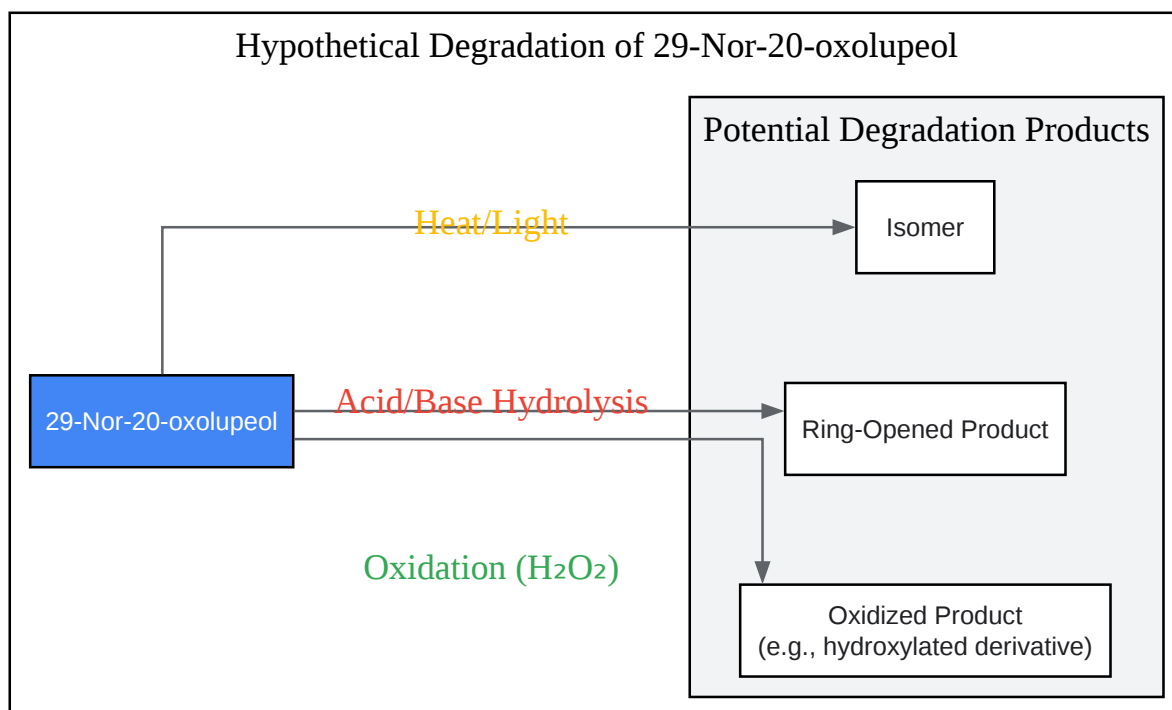 Hypothetical Degradation of 29-Nor-20-oxolupeol
Potential Degradation Products
Heat/Light
Isomer
29-Nor-20-oxolupeol
Acid/Base Hydrolysis
Ring-Opened Product
Oxidation (H₂O₂)
Oxidized Product
(e.g., hydroxylated derivative)